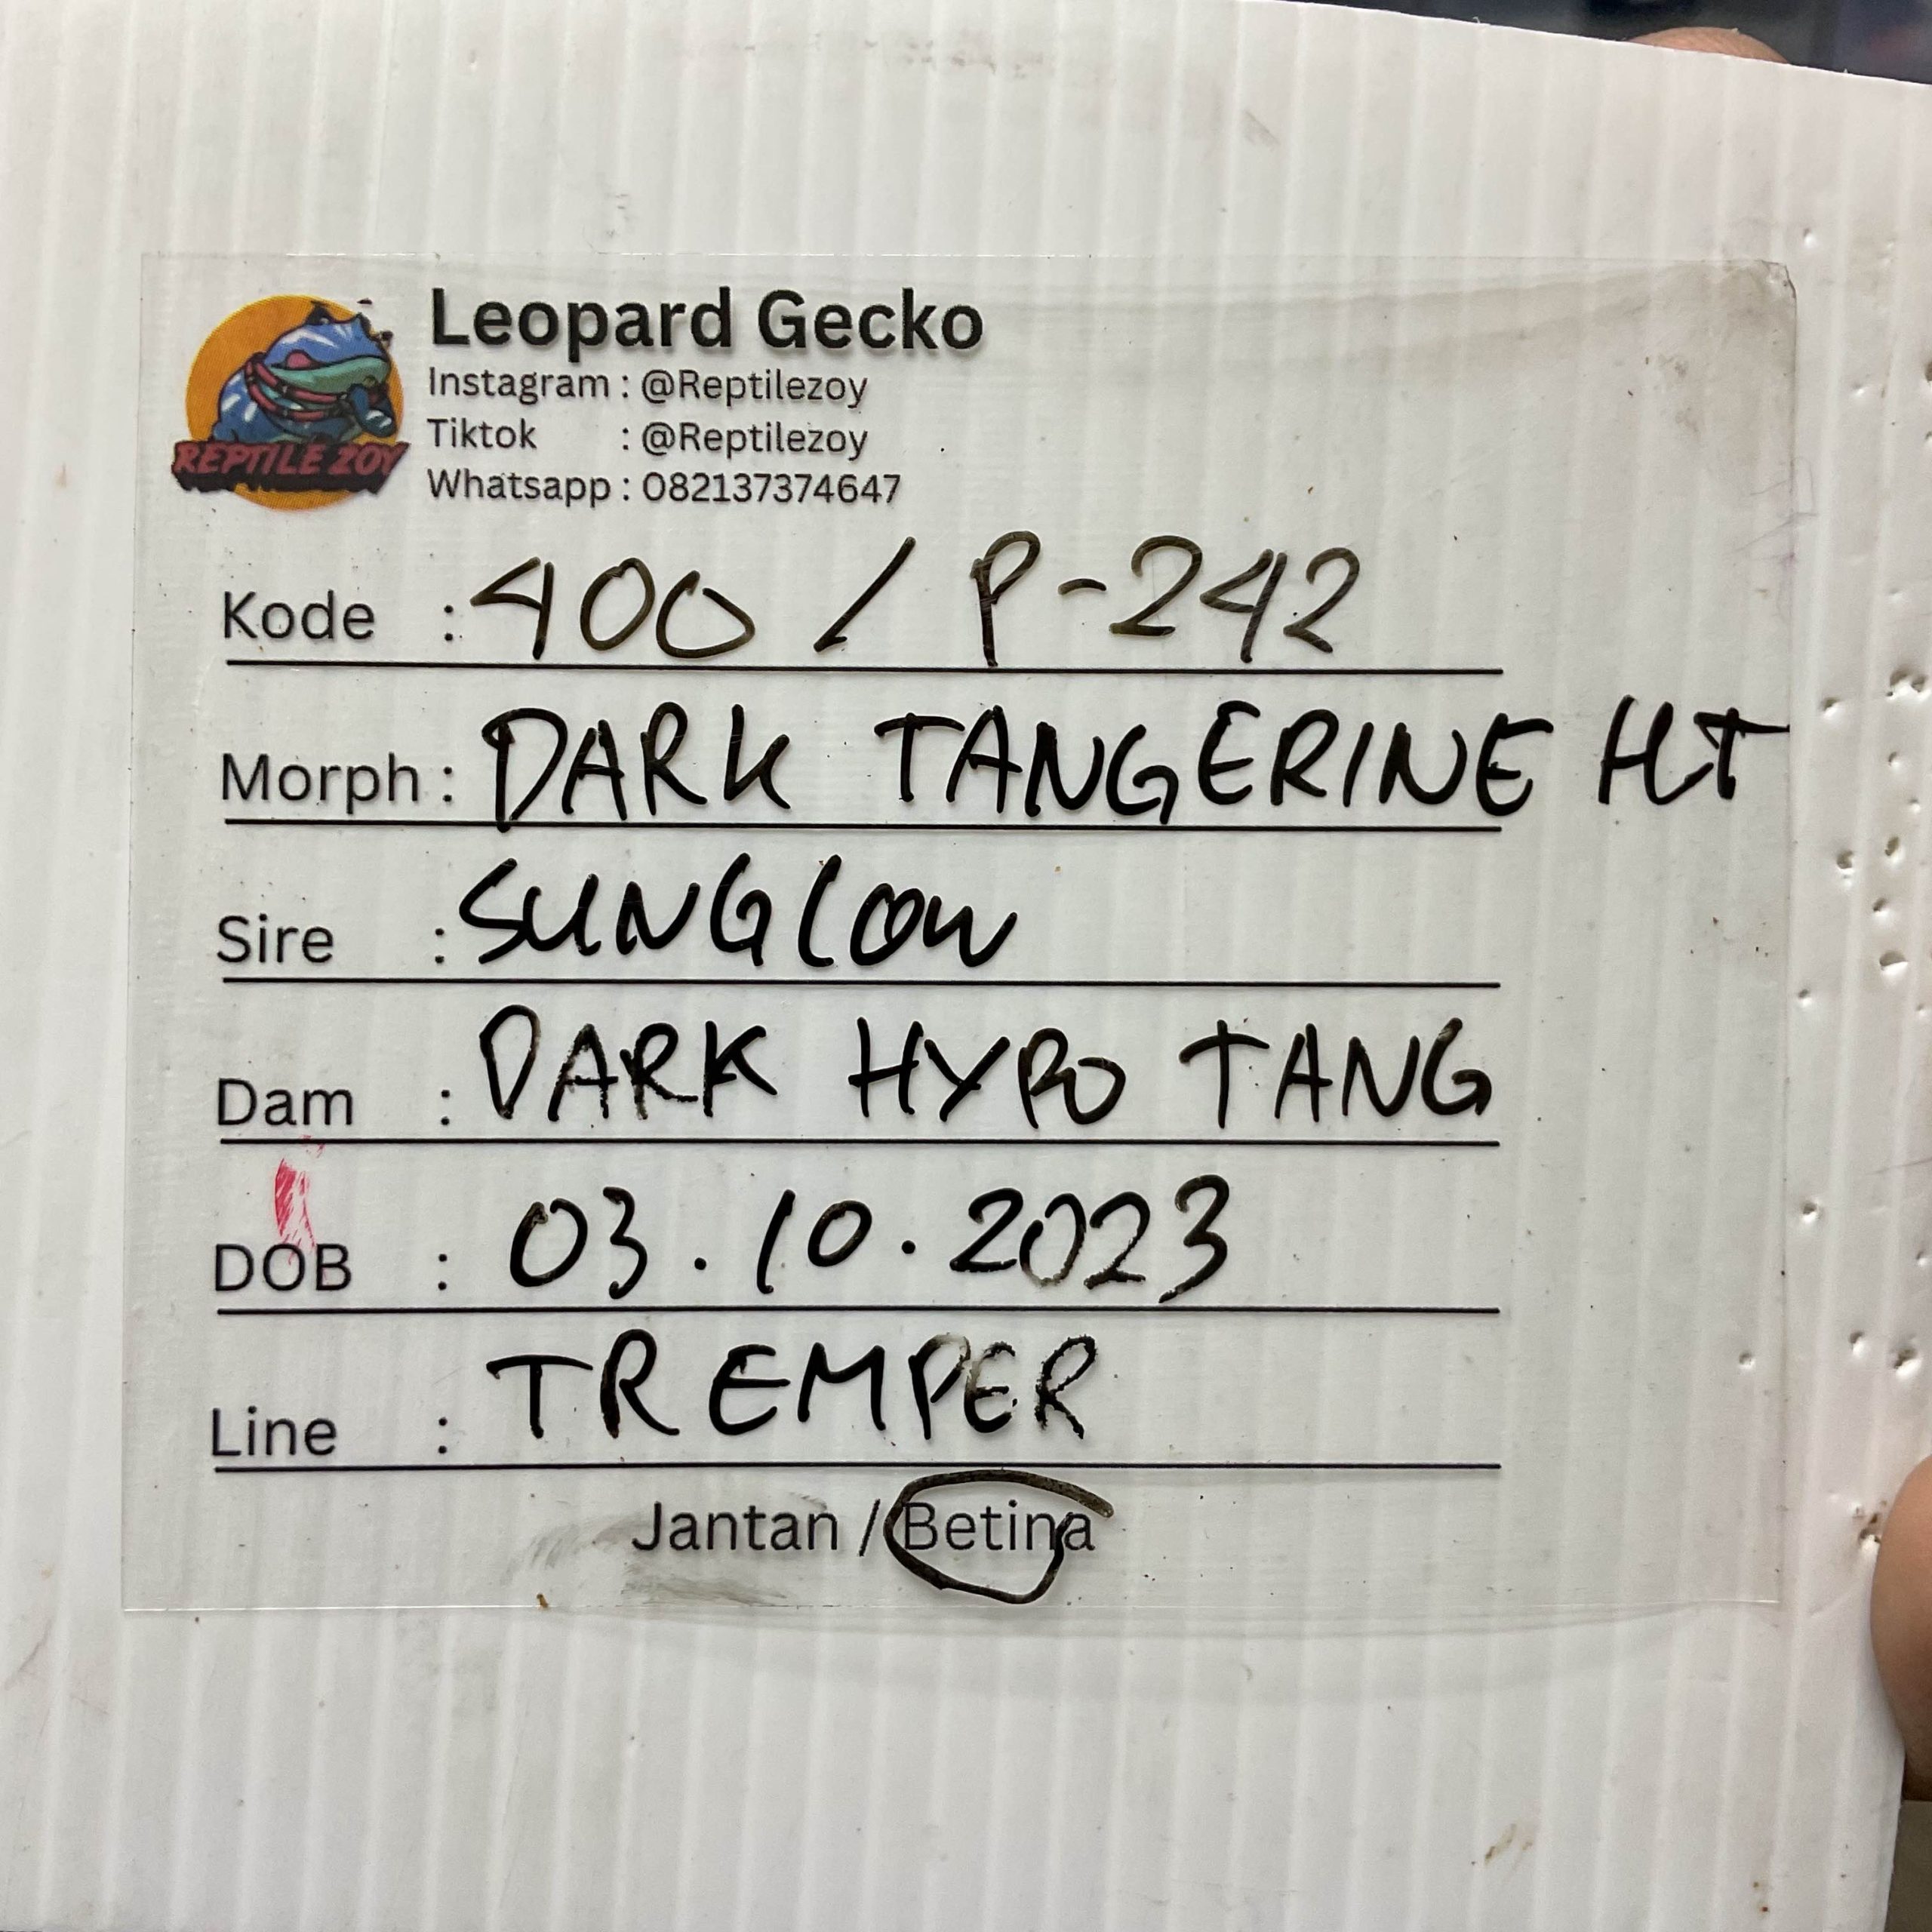 REPTILE ZOY
Leopard Gecko
Instagram : @Reptilezoy
Tiktok : @Reptilezoy
Whatsapp : 082137374647
Kode : 400 / P-242
Morph : DARK TANGERINE HT
Sire : SUNGLOW
Dam : DARK HYPO TANG
DOB : 03.10.2023
Line : TREMPER
Jantan / Betina